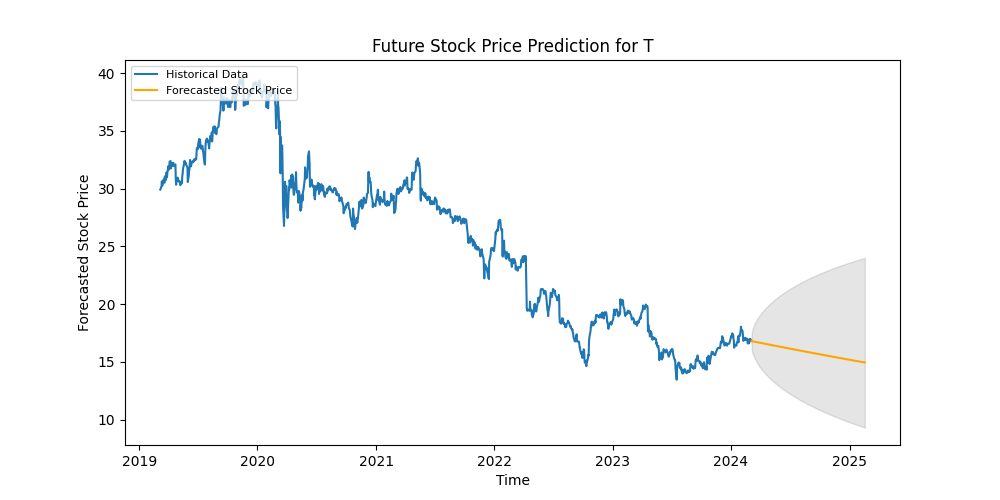 Future Stock Price Prediction for T
Historical Data
Forecasted Stock Price
Forecasted Stock Price
40
35
30
25
20
15
10
2019
2020
2021
2022
2023
2024
2025
Time